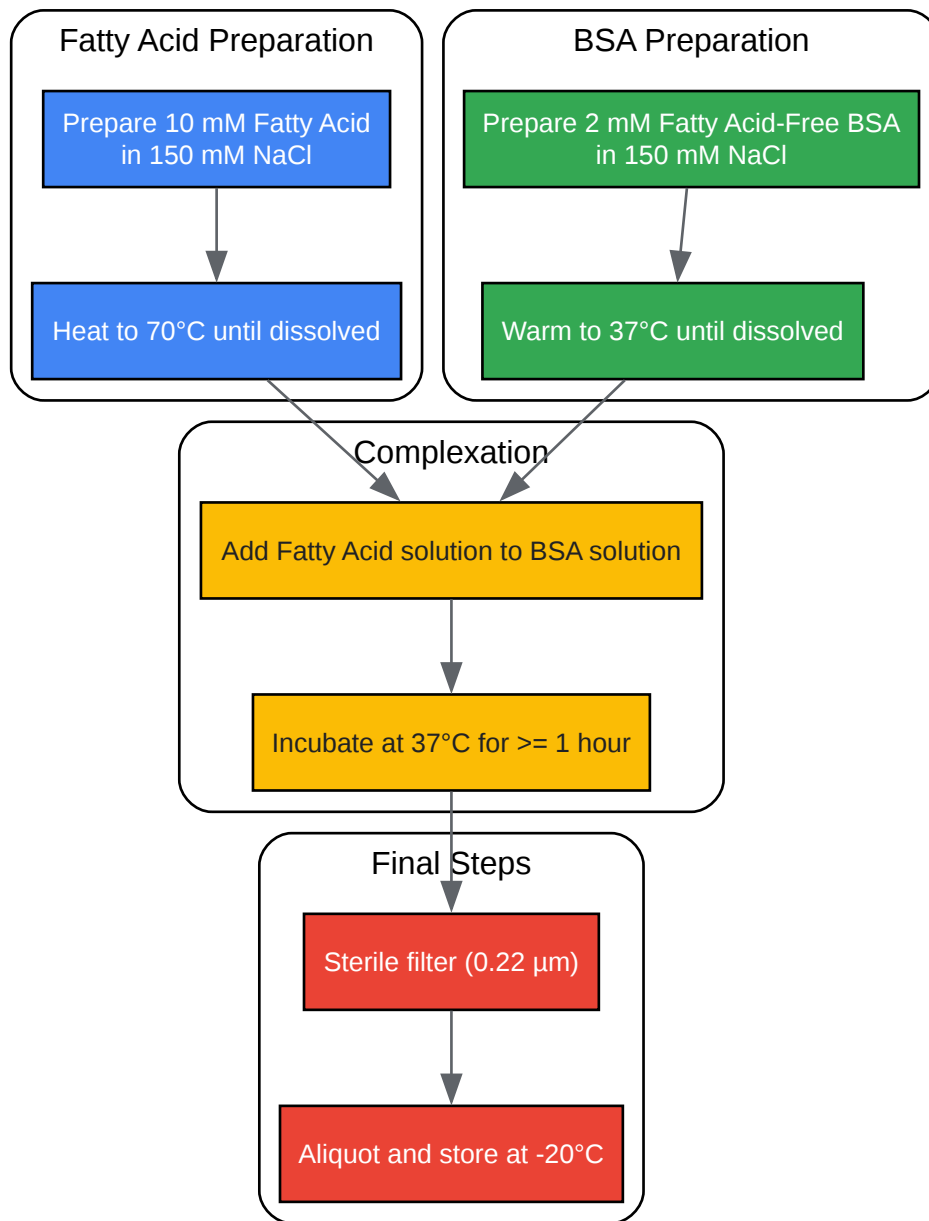 Fatty Acid Preparation
Prepare 10 mM Fatty Acid
in 150 mM NaCl
Heat to 70°C until dissolved
BSA Preparation
Prepare 2 mM Fatty Acid-Free BSA
in 150 mM NaCl
Warm to 37°C until dissolved
Complexation
Add Fatty Acid solution to BSA solution
Incubate at 37°C for >= 1 hour
Final Steps
Sterile filter (0.22 µm)
Aliquot and store at -20°C